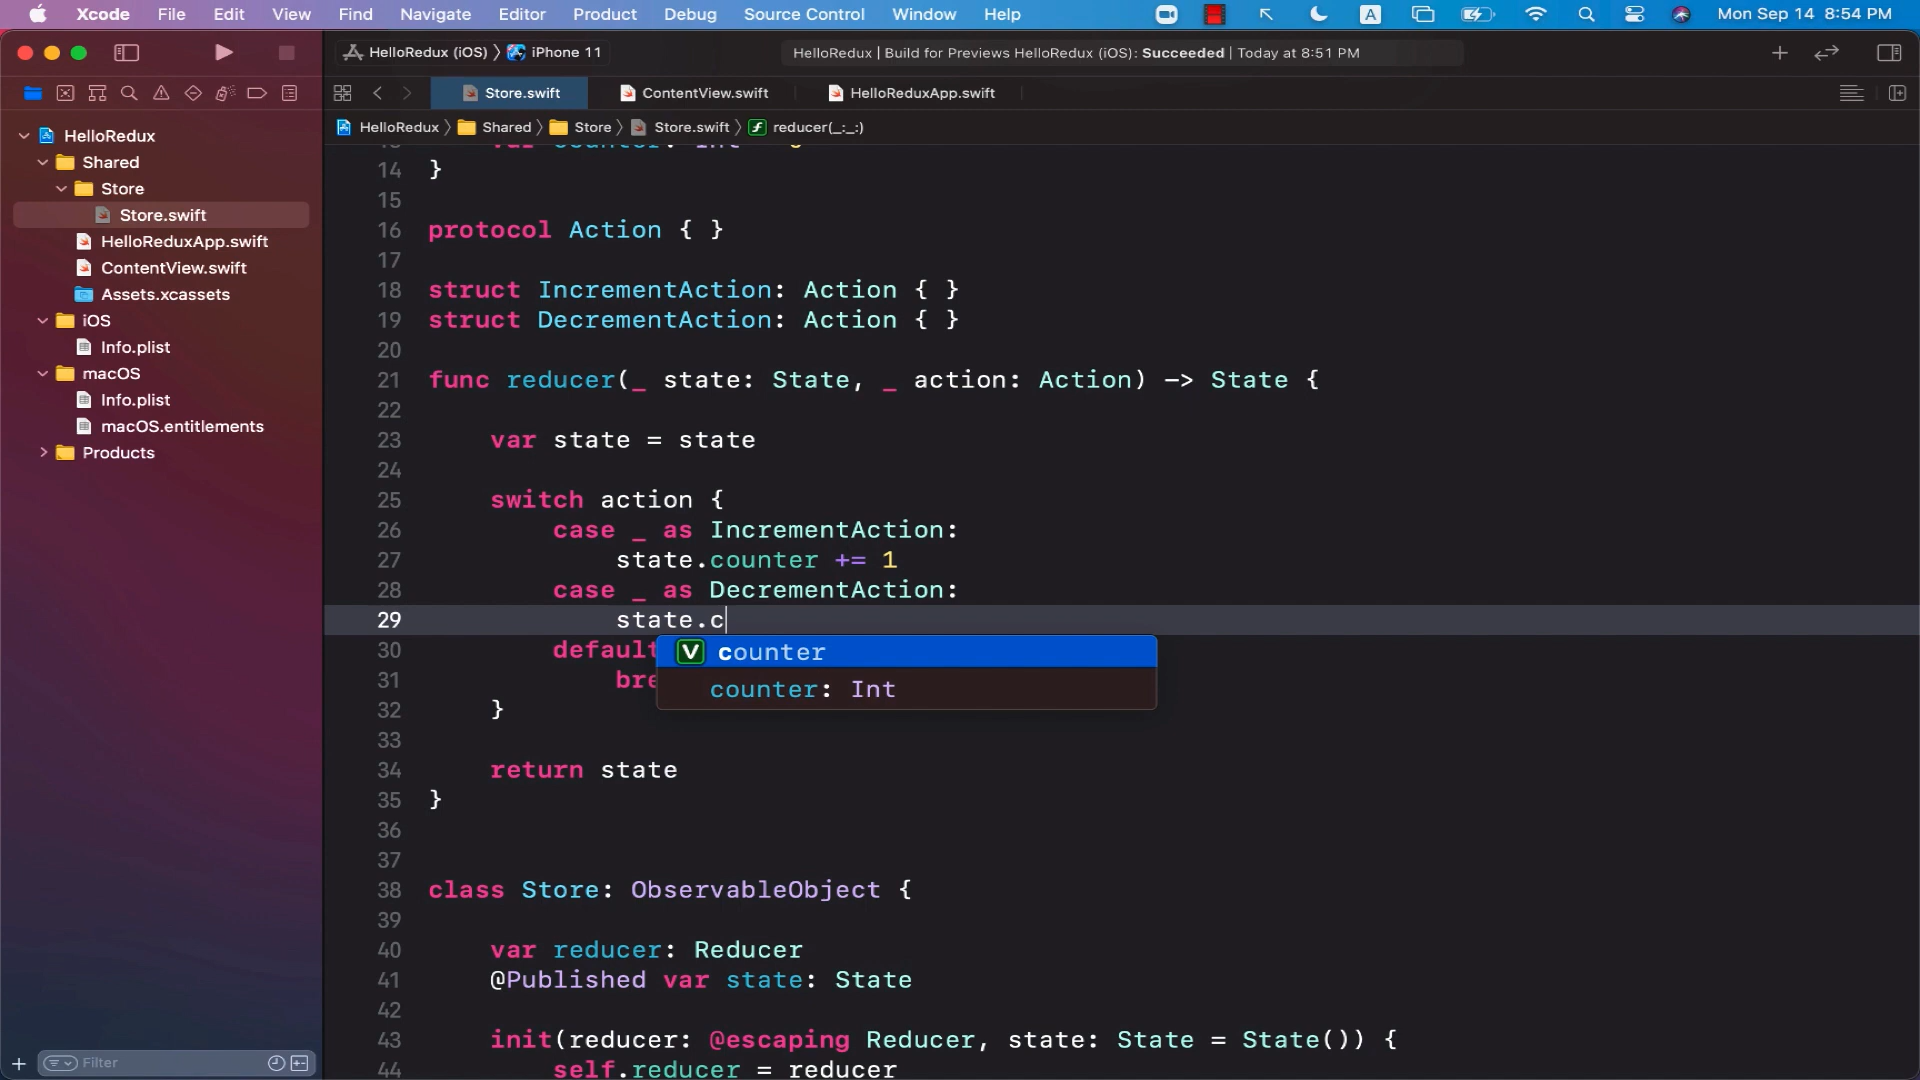 Xcode File Edit View Find Navigate Editor Product Debug Source Control Window Help A Mon Sep 14 8:54 PM
HelloRedux (iOS) 〉 iPhone 11 HelloRedux | Build for Previews HelloRedux (iOS): Succeeded | Today at 8:51 PM
Store.swift ContentView.swift HelloReduxApp.swift
HelloRedux 〉 Shared 〉 Store 〉 Store.swift 〉 reducer(_:_:)
HelloRedux
Shared
Store
Store.swift
HelloReduxApp.swift
ContentView.swift
Assets.xcassets
iOS
Info.plist
macOS
Info.plist
macOS.entitlements
Products
Filter
14 }
15
16 protocol Action { }
17
18 struct IncrementAction: Action { }
19 struct DecrementAction: Action { }
20
21 func reducer(_ state: State, _ action: Action) -> State {
22
23 var state = state
24
25 switch action {
26 case _ as IncrementAction:
27 state.counter += 1
28 case _ as DecrementAction:
29 state.c
V counter
counter: Int
30 default
31 bre
32 }
33
34 return state
35 }
36
37
38 class Store: ObservableObject {
39
40 var reducer: Reducer
41 @Published var state: State
42
43 init(reducer: @escaping Reducer, state: State = State()) {
44 self.reducer = reducer